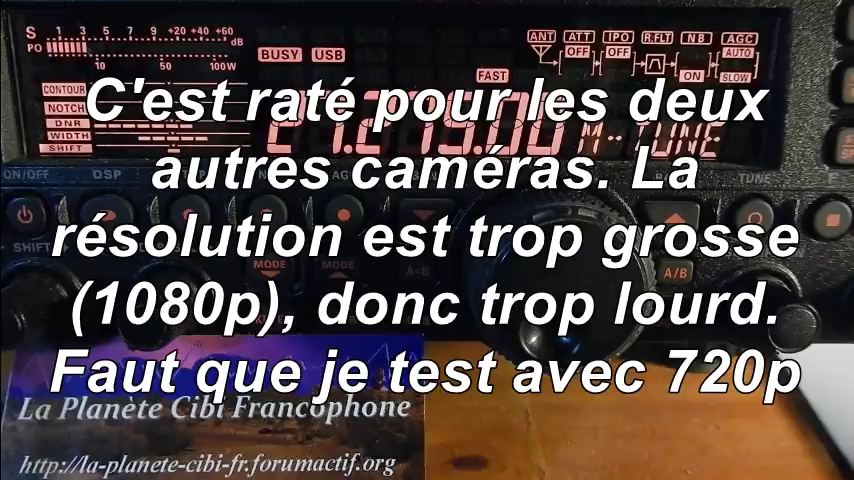 S 1 3 5 7 9 +20 +40 +60 dB
PO 10 50 100W
BUSY USB
ANT ATT IPO R.FLT NB AGC
OFF OFF AUTO
ON SLOW
FAST
CONTOUR
NOTCH
DNR
WIDTH
SHIFT
M--TUNE
C'est raté pour les deux
autres caméras. La
résolution est trop grosse
(1080p), donc trop lourd.
Faut que je test avec 720p
ON/OFF DSP TUNE
SHIFT
MODE MODE A=B A/B
La Planète Cibi Francophone
http://la-planete-cibi-fr.forumactif.org